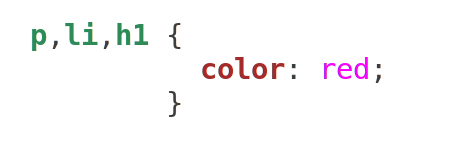 p,li,h1 {
color: red;
}